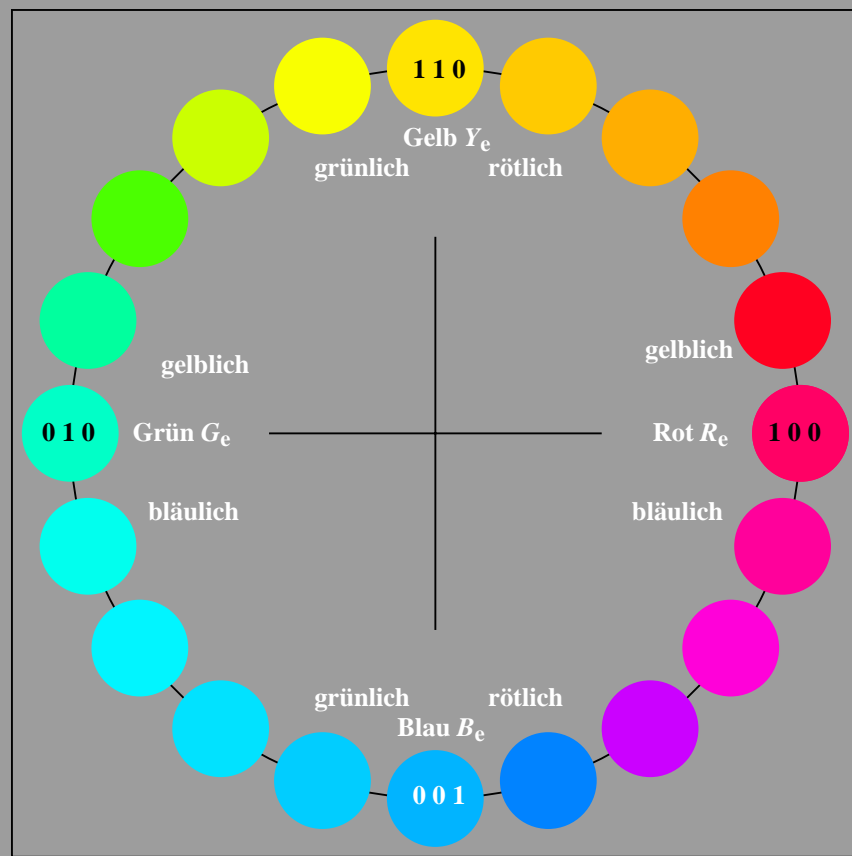 1 1 0
Gelb Ye
grünlich rötlich
gelblich gelblich
0 1 0 Grün Ge Rot Re 1 0 0
bläulich bläulich
grünlich rötlich
Blau Be
0 0 1